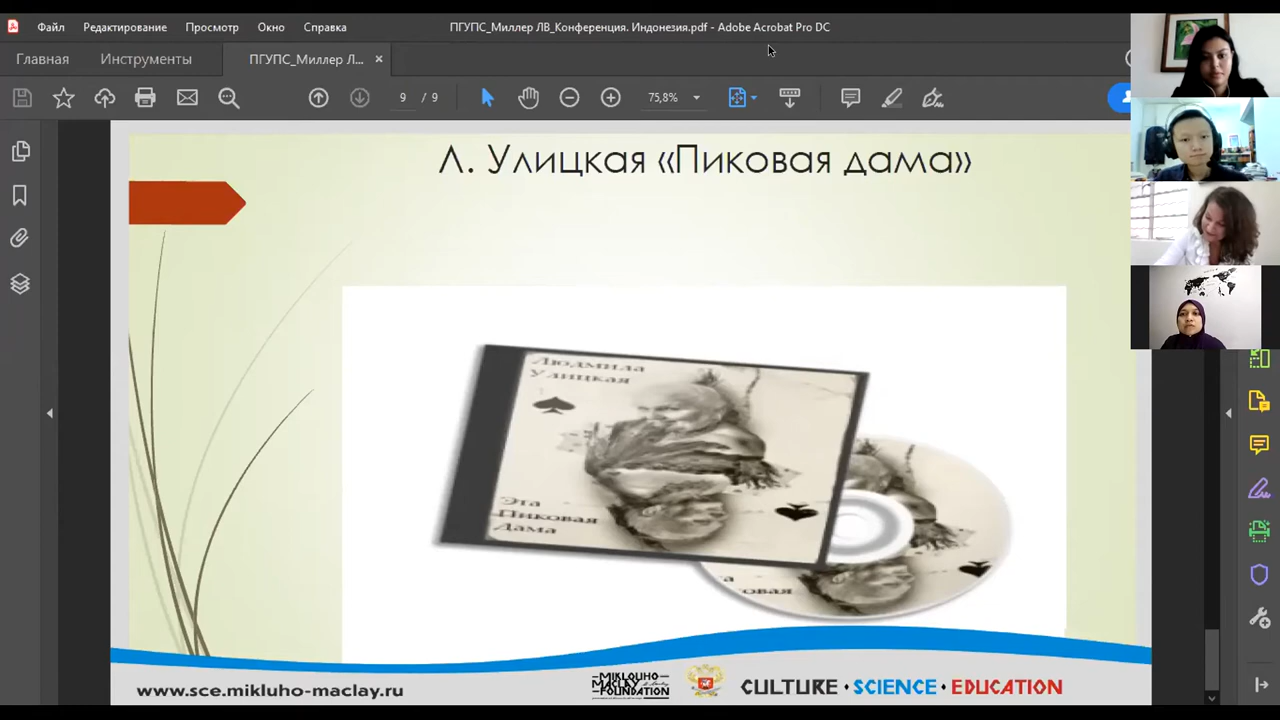 Файл Редактирование Просмотр Окно Справка
ПГУПС_Миллер ЛВ_Конференция. Индонезия.pdf - Adobe Acrobat Pro DC
Главная Инструменты ПГУПС_Миллер Л... ×
9 / 9 75,8%
Л. Улицкая «Пиковая дама»
Людмила
Улицкая
Эта
Пиковая
Дама
www.sce.mikluho-maclay.ru
MIKLOUHO
MACLAY
FOUNDATION
CULTURE · SCIENCE · EDUCATION